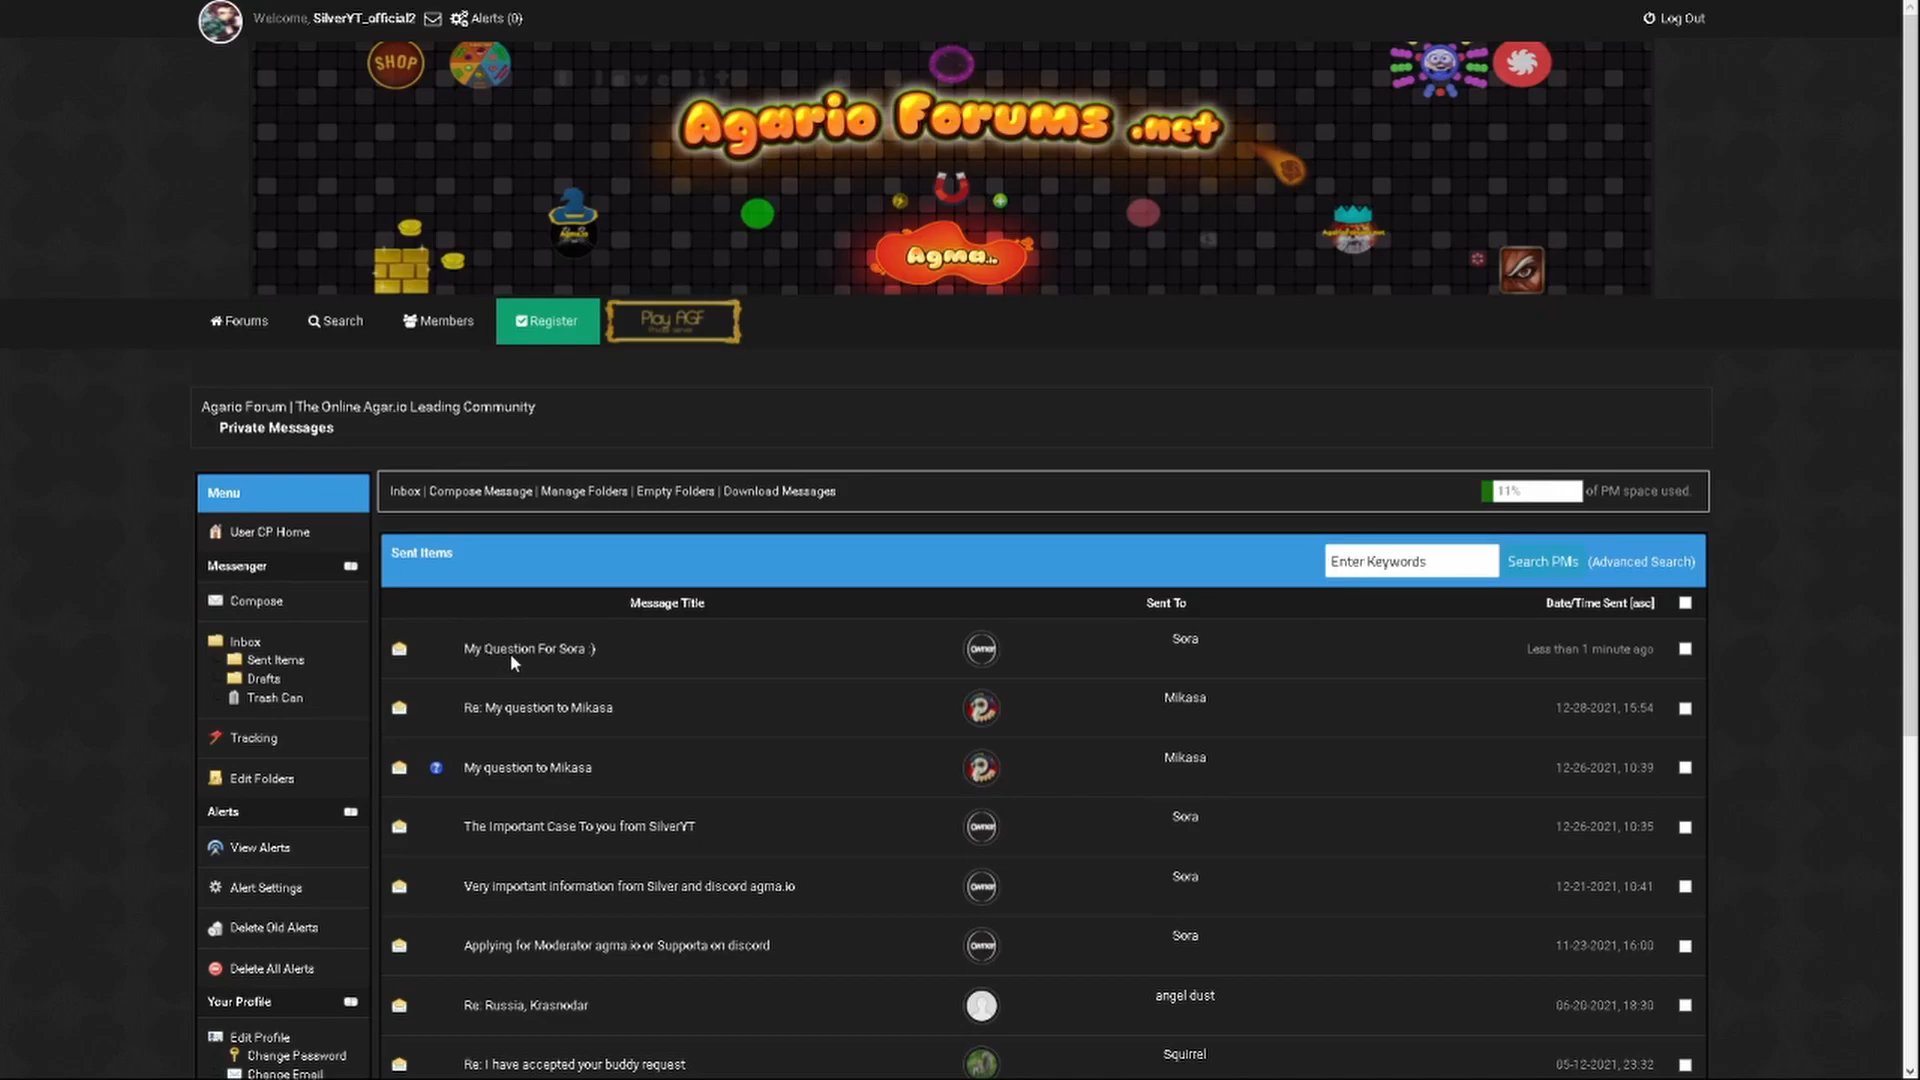 Welcome, SilverYT_official2 Alerts (0) Log Out
SHOP
Agario Forums .net
Agma.io
Forums Search Members Register Play AGF
Private server
Agario Forum | The Online Agar.io Leading Community
Private Messages
Menu
User CP Home
Messenger
Compose
Inbox
Sent Items
Drafts
Trash Can
Tracking
Edit Folders
Alerts
View Alerts
Alert Settings
Delete Old Alerts
Delete All Alerts
Your Profile
Edit Profile
Change Password
Change Email
Inbox | Compose Message | Manage Folders | Empty Folders | Download Messages 11% of PM space used.
Sent Items Enter Keywords Search PMs (Advanced Search)
Message Title Sent To Date/Time Sent [asc]
My Question For Sora :) Owner Sora Less than 1 minute ago
Re: My question to Mikasa Mikasa 12-28-2021, 15:54
My question to Mikasa Mikasa 12-26-2021, 10:39
The Important Case To you from SilverYT Owner Sora 12-26-2021, 10:35
Very important information from Silver and discord agma.io Owner Sora 12-21-2021, 10:41
Applying for Moderator agma.io or Supporta on discord Owner Sora 11-23-2021, 16:00
Re: Russia, Krasnodar angel dust 06-20-2021, 18:30
Re: I have accepted your buddy request Squirrel 05-12-2021, 23:32